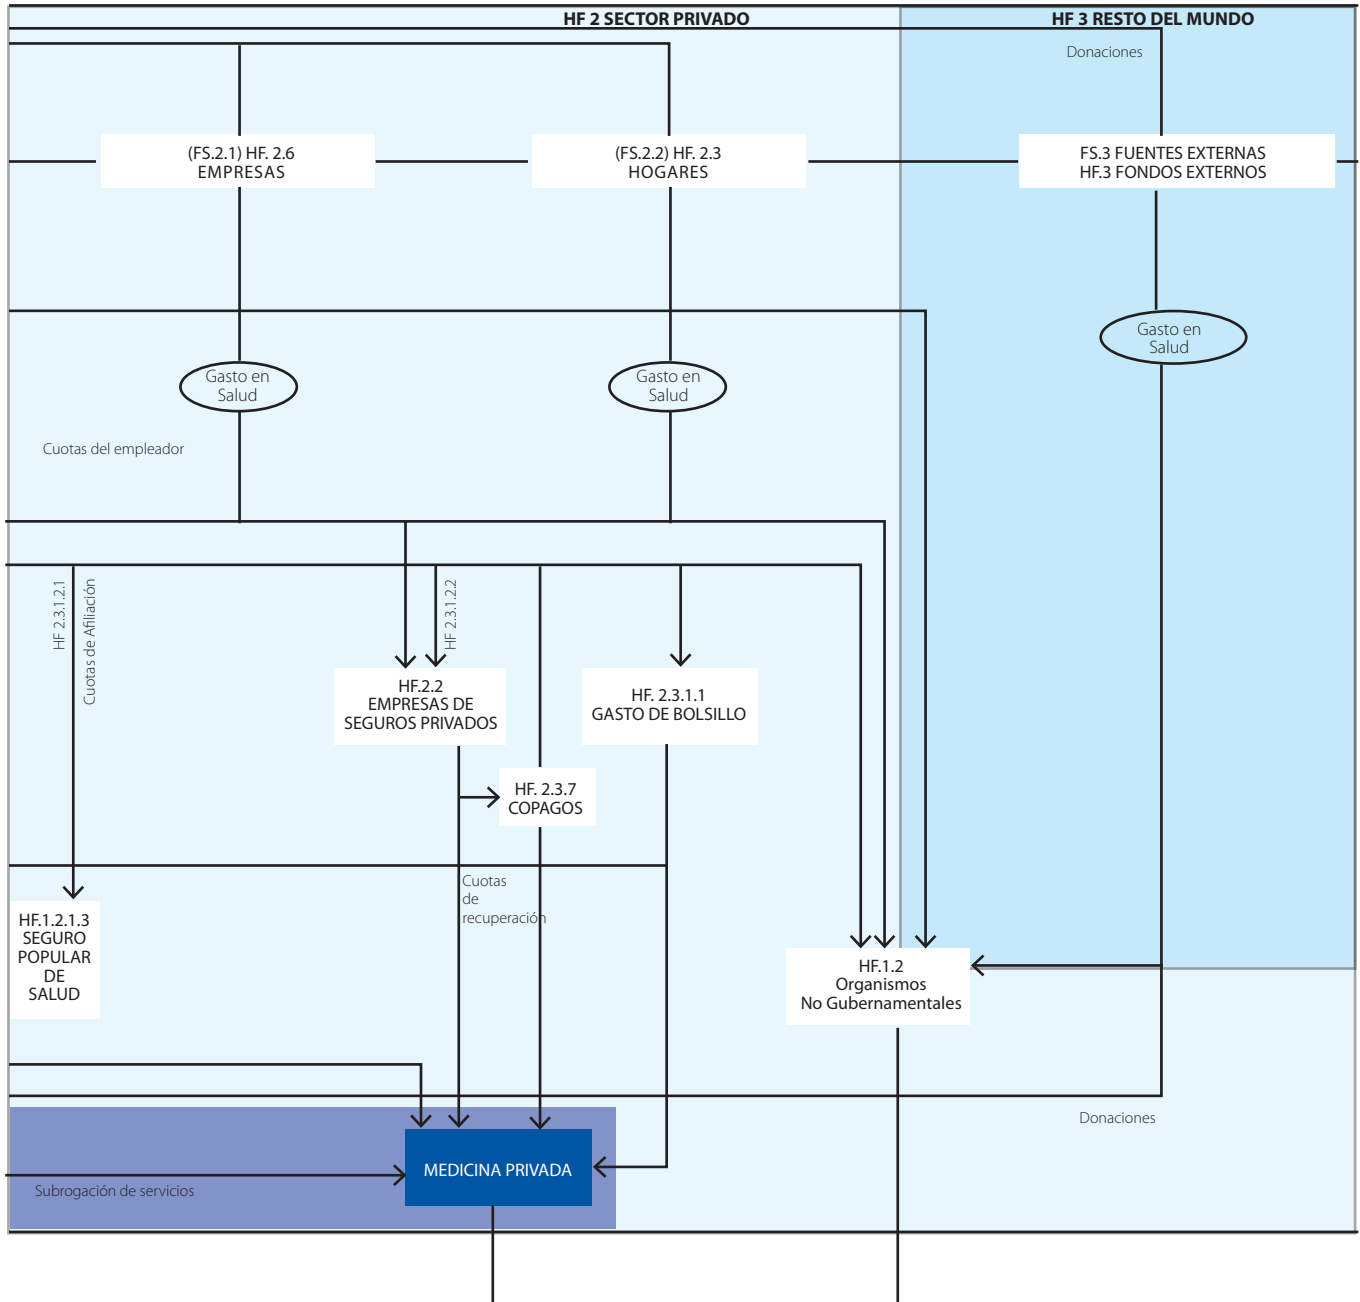 HF 2 SECTOR PRIVADO
HF 3 RESTO DEL MUNDO
Donaciones
(FS.2.1) HF. 2.6
EMPRESAS
(FS.2.2) HF. 2.3
HOGARES
FS.3 FUENTES EXTERNAS
HF.3 FONDOS EXTERNOS
Gasto en
Salud
Gasto en
Salud
Gasto en
Salud
Cuotas del empleador
HF 2.3.1.2.1
Cuotas de Afiliación
HF 2.3.1.2.2
HF.2.2
EMPRESAS DE
SEGUROS PRIVADOS
HF. 2.3.1.1
GASTO DE BOLSILLO
HF. 2.3.7
COPAGOS
Cuotas
de
recuperación
HF.1.2.1.3
SEGURO
POPULAR
DE
SALUD
HF.1.2
Organismos
No Gubernamentales
Donaciones
MEDICINA PRIVADA
Subrogación de servicios